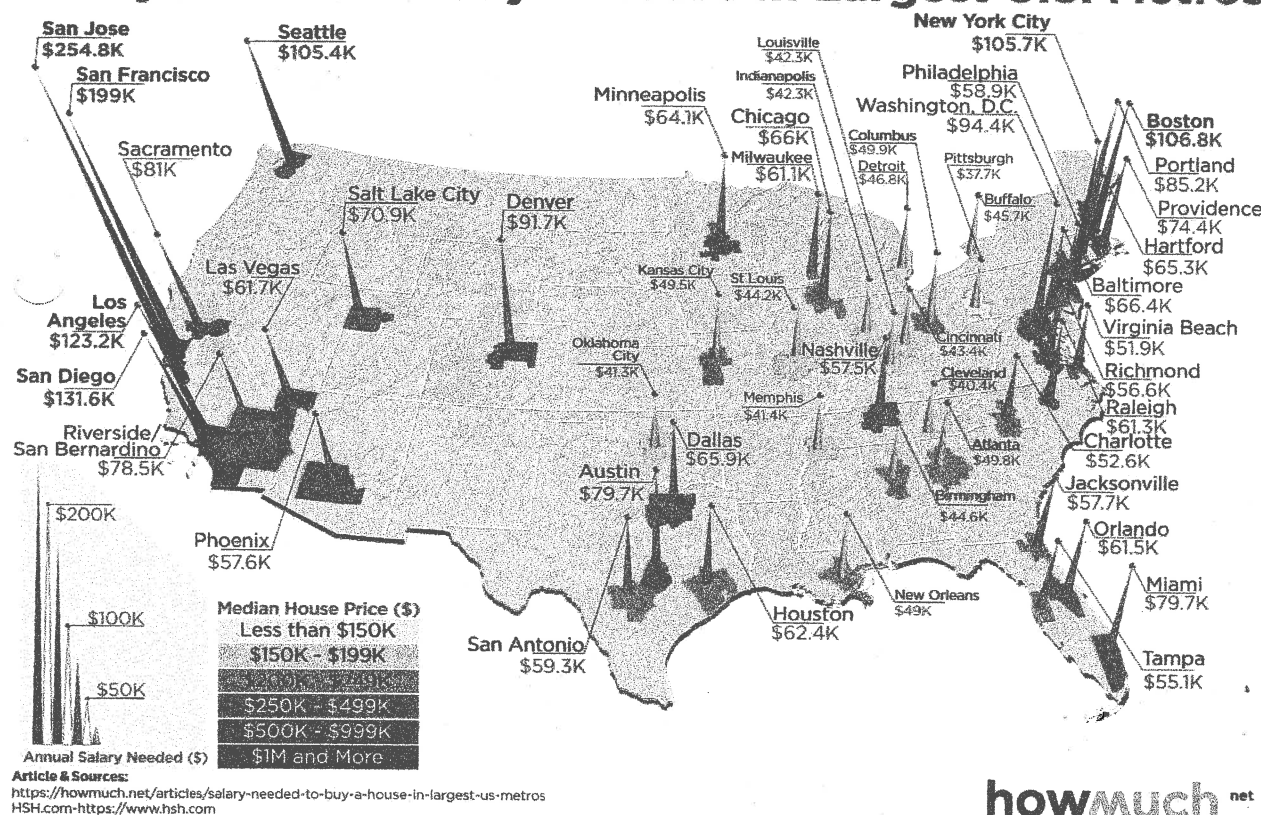 Largest U.S. Metros
San Jose
$254.8K
San Francisco
$199K
Seattle
$105.4K
Sacramento
$81K
Salt Lake City
$70.9K
Denver
$91.7K
Las Vegas
$61.7K
Los
Angeles
$123.2K
San Diego
$131.6K
Riverside/
San Bernardino
$78.5K
Phoenix
$57.6K
Minneapolis
$64.1K
Louisville
$42.3K
Indianapolis
$42.3K
Chicago
$66K
Milwaukee
$61.1K
Columbus
$49.9K
Detroit
$46.8K
Pittsburgh
$37.7K
Buffalo
$45.7K
New York City
$105.7K
Philadelphia
$58.9K
Washington, D.C.
$94.4K
Boston
$106.8K
Portland
$85.2K
Providence
$74.4K
Hartford
$65.3K
Baltimore
$66.4K
Virginia Beach
$51.9K
Richmond
$56.6K
Raleigh
$61.3K
Charlotte
$52.6K
Jacksonville
$57.7K
Orlando
$61.5K
Miami
$79.7K
Tampa
$55.1K
Kansas City
$49.5K
St Louis
$44.2K
Oklahoma
City
$41.3K
Nashville
$57.5K
Memphis
$41.4K
Cincinnati
$43.4K
Cleveland
$40.4K
Atlanta
$49.8K
Birmingham
$44.6K
Dallas
$65.9K
Austin
$79.7K
San Antonio
$59.3K
Houston
$62.4K
New Orleans
$49K
$200K
$100K
$50K
Annual Salary Needed ($)
Median House Price ($)
Less than $150K
$150K - $199K
$250K - $499K
$500K - $999K
$1M and More
Article & Sources:
https://howmuch.net/articles/salary-needed-to-buy-a-house-in-largest-us-metros
HSH.com-https://www.hsh.com
howmuch net